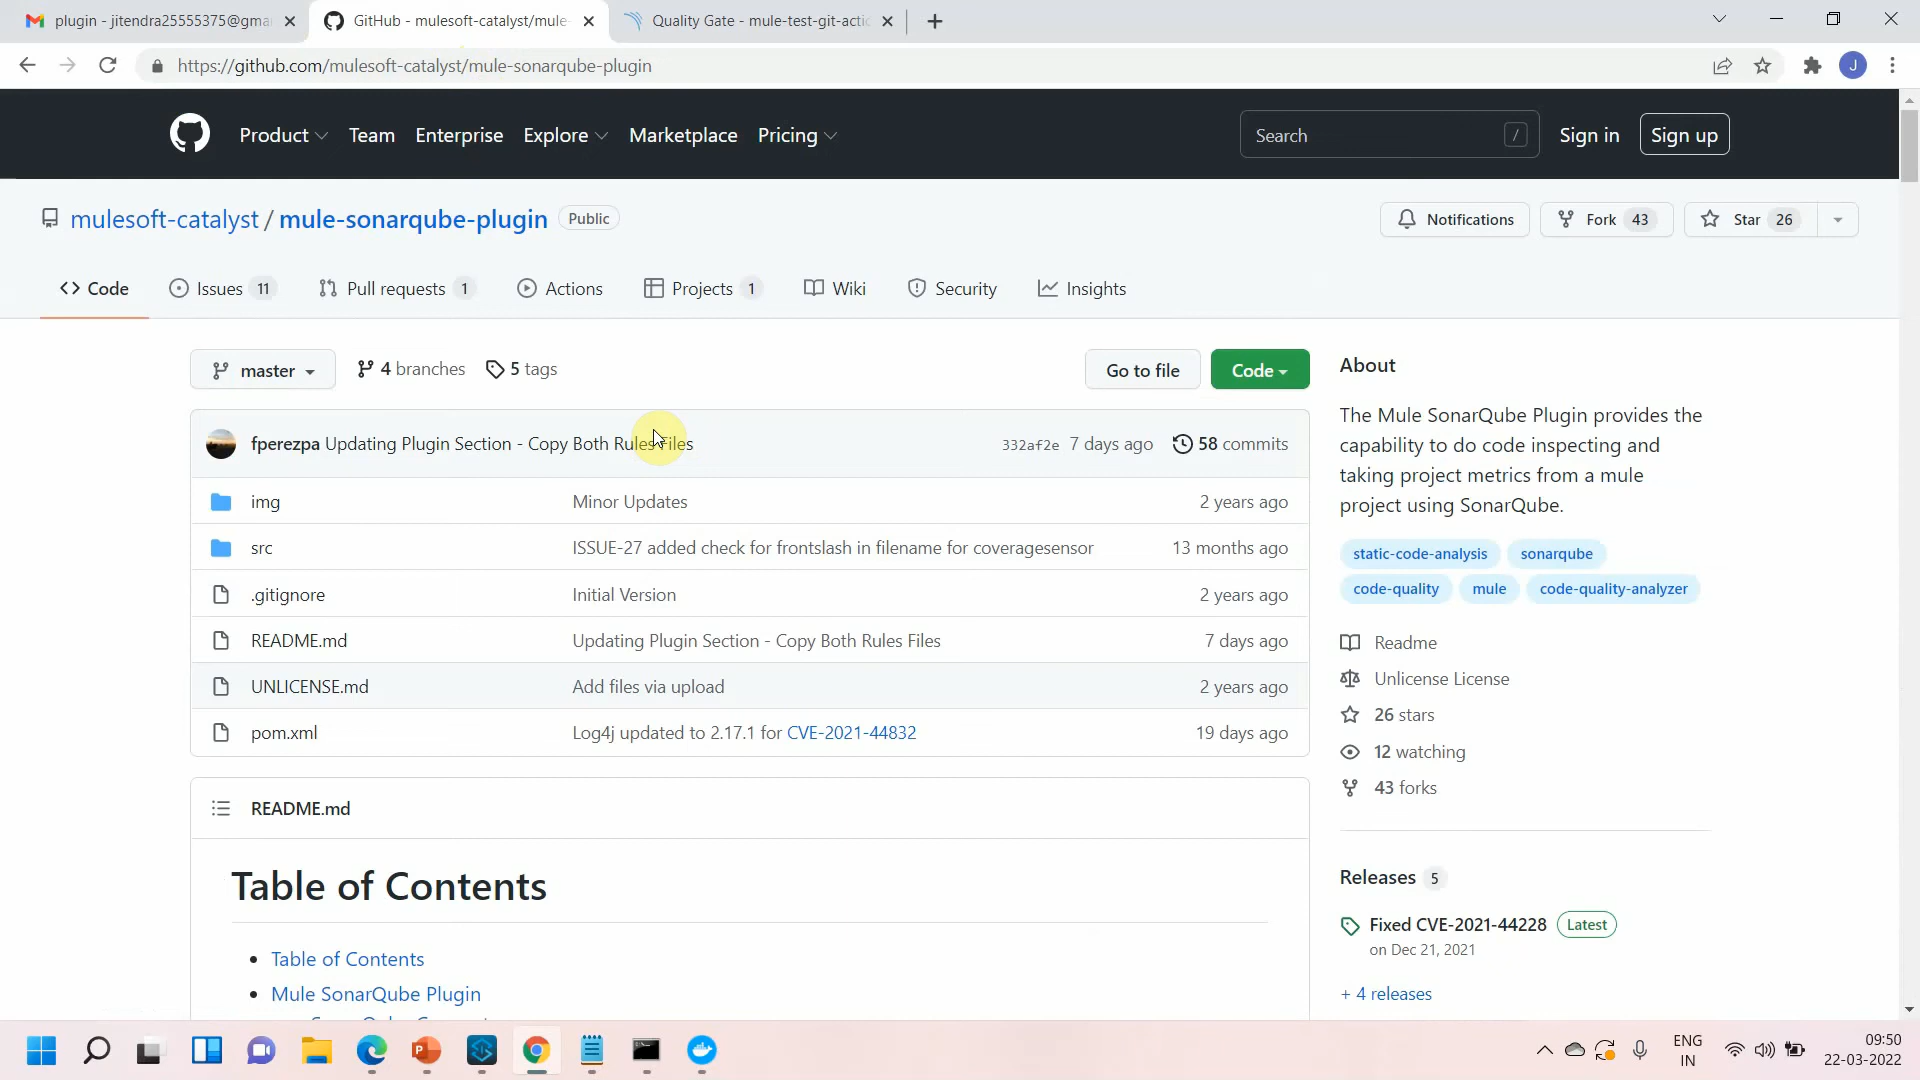 plugin - jitendra25555375@gma
GitHub - mulesoft-catalyst/mule-
Quality Gate - mule-test-git-actio
https://github.com/mulesoft-catalyst/mule-sonarqube-plugin
J
Product
Team
Enterprise
Explore
Marketplace
Pricing
Search
/
Sign in
Sign up
mulesoft-catalyst / mule-sonarqube-plugin
Public
Notifications
Fork 43
Star 26
Code
Issues 11
Pull requests 1
Actions
Projects 1
Wiki
Security
Insights
master
4 branches
5 tags
Go to file
Code
About
The Mule SonarQube Plugin provides the
capability to do code inspecting and
taking project metrics from a mule
project using SonarQube.
static-code-analysis
sonarqube
code-quality
mule
code-quality-analyzer
Readme
Unlicense License
26 stars
12 watching
43 forks
Releases 5
Fixed CVE-2021-44228 Latest
on Dec 21, 2021
+ 4 releases
fperezpa Updating Plugin Section - Copy Both Rules Files 332af2e 7 days ago 58 commits
img Minor Updates 2 years ago
src ISSUE-27 added check for frontslash in filename for coveragesensor 13 months ago
.gitignore Initial Version 2 years ago
README.md Updating Plugin Section - Copy Both Rules Files 7 days ago
UNLICENSE.md Add files via upload 2 years ago
pom.xml Log4j updated to 2.17.1 for CVE-2021-44832 19 days ago
README.md
Table of Contents
Table of Contents
Mule SonarQube Plugin
ENG
IN
09:50
22-03-2022